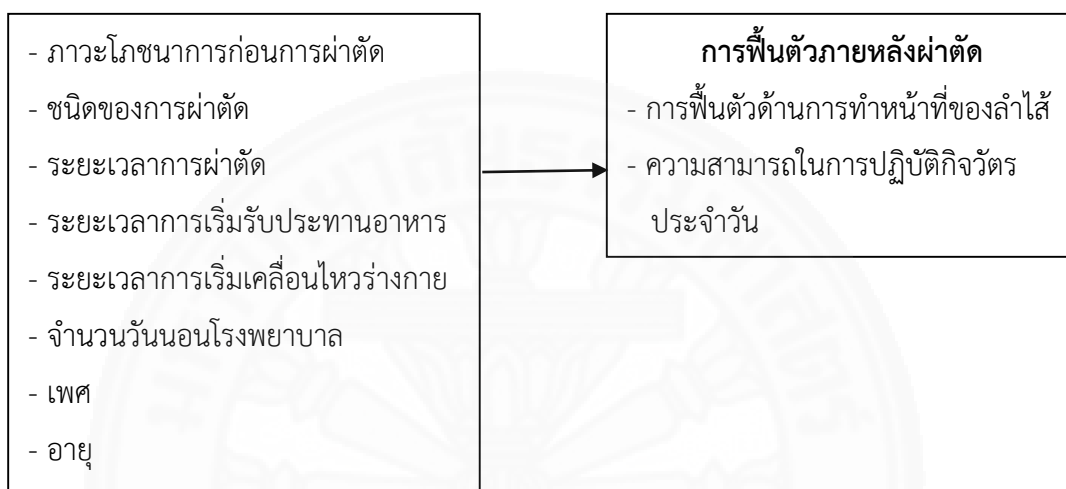 - ภาวะโภชนาการก่อนการผ่าตัด
- ชนิดของการผ่าตัด
- ระยะเวลาการผ่าตัด
- ระยะเวลาการเริ่มรับประทานอาหาร
- ระยะเวลาการเริ่มเคลื่อนไหวร่างกาย
- จำนวนวันนอนโรงพยาบาล
- เพศ
- อายุ
การฟื้นตัวภายหลังผ่าตัด
- การฟื้นตัวด้านการทำหน้าที่ของลำไส้
- ความสามารถในการปฏิบัติกิจวัตร
ประจำวัน